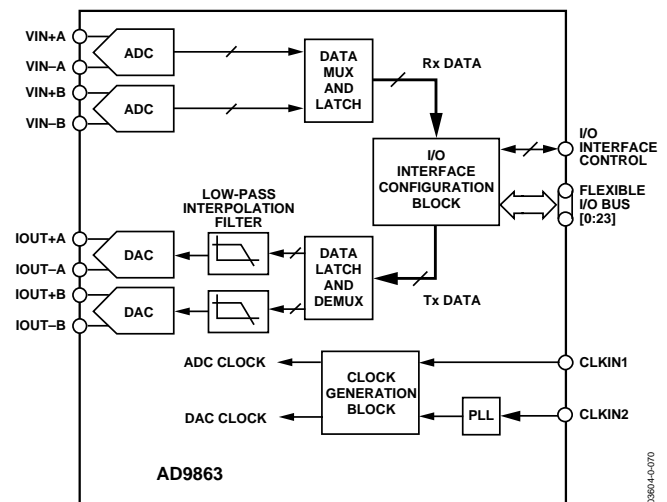 VIN+A
VIN–A
VIN+B
VIN–B
ADC
ADC
DATA
MUX
AND
LATCH
Rx DATA
I/O
INTERFACE
CONFIGURATION
BLOCK
I/O
INTERFACE
CONTROL
FLEXIBLE
I/O BUS
[0:23]
LOW-PASS
INTERPOLATION
FILTER
IOUT+A
IOUT–A
IOUT+B
IOUT–B
DAC
DAC
DATA
LATCH
AND
DEMUX
Tx DATA
ADC CLOCK
DAC CLOCK
CLOCK
GENERATION
BLOCK
PLL
CLKIN1
CLKIN2
AD9863
03604-0-070